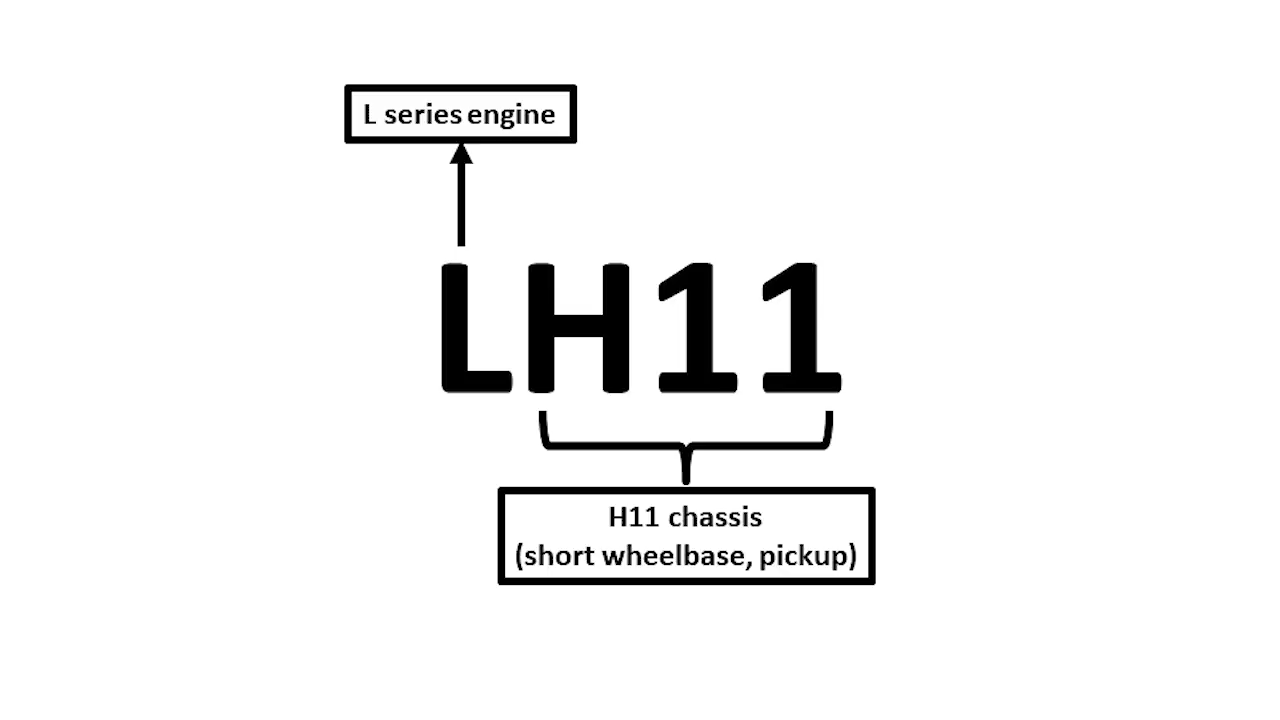 L series engine
LH11
H11 chassis
(short wheelbase, pickup)